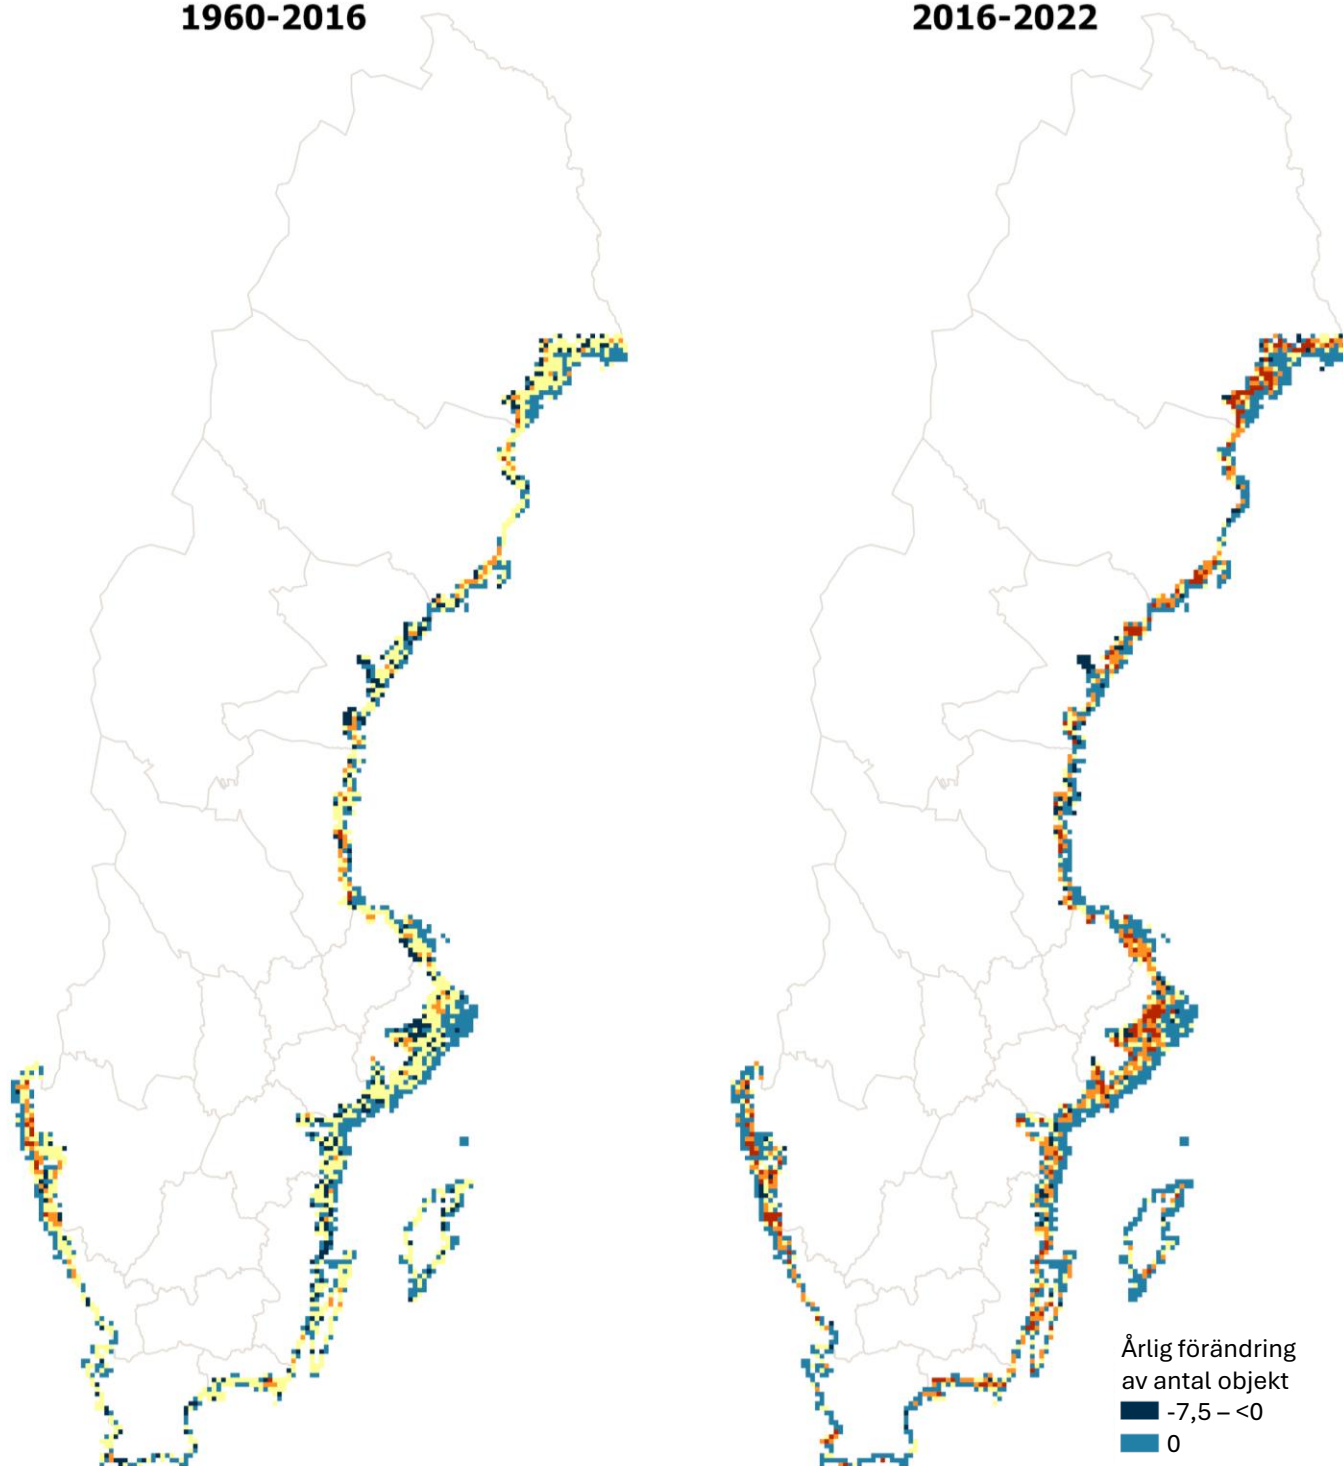 1960-2016
2016-2022
Årlig förändring
av antal objekt
-7,5 – <0
0